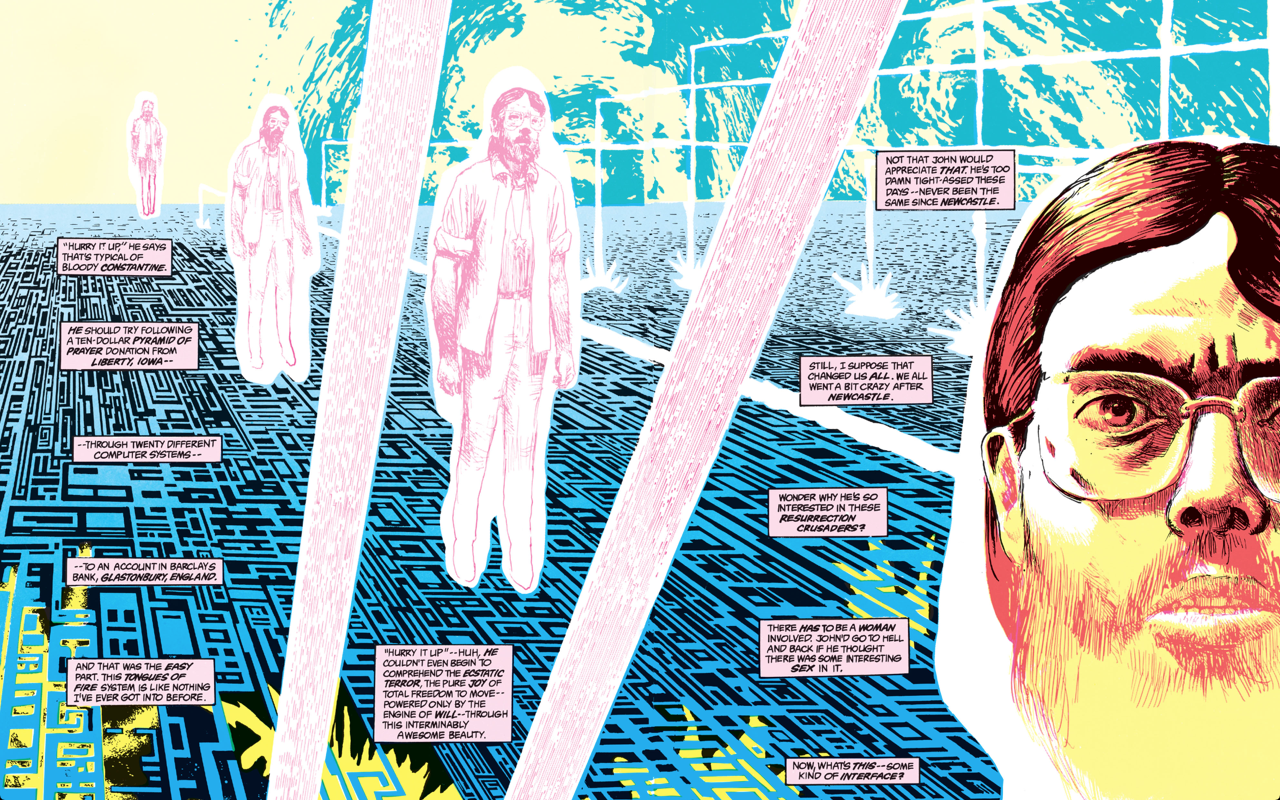 "HURRY IT UP," HE SAYS
THAT'S TYPICAL OF
BLOODY CONSTANTINE.
HE SHOULD TRY FOLLOWING
A TEN-DOLLAR PYRAMID OF
PRAYER DONATION FROM
LIBERTY, IOWA--
--THROUGH TWENTY DIFFERENT
COMPUTER SYSTEMS--
--TO AN ACCOUNT IN BARCLAYS
BANK, GLASTONBURY, ENGLAND.
AND THAT WAS THE EASY
PART. THIS TONGUES OF
FIRE SYSTEM IS LIKE NOTHING
I'VE EVER GOT INTO BEFORE.
"HURRY IT UP"--HUH, HE
COULDN'T EVEN BEGIN TO
COMPREHEND THE ECSTATIC
TERROR, THE PURE JOY OF
TOTAL FREEDOM TO MOVE--
POWERED ONLY BY THE
ENGINE OF WILL--THROUGH
THIS INTERMINABLY
AWESOME BEAUTY.
NOT THAT JOHN WOULD
APPRECIATE THAT. HE'S TOO
DAMN TIGHT-ASSED THESE
DAYS--NEVER BEEN THE
SAME SINCE NEWCASTLE.
STILL, I SUPPOSE THAT
CHANGED US ALL. WE ALL
WENT A BIT CRAZY AFTER
NEWCASTLE.
WONDER WHY HE'S SO
INTERESTED IN THESE
RESURRECTION
CRUSADERS?
THERE HAS TO BE A WOMAN
INVOLVED. JOHN'D GO TO HELL
AND BACK IF HE THOUGHT
THERE WAS SOME INTERESTING
SEX IN IT.
NOW, WHAT'S THIS--SOME
KIND OF INTERFACE?